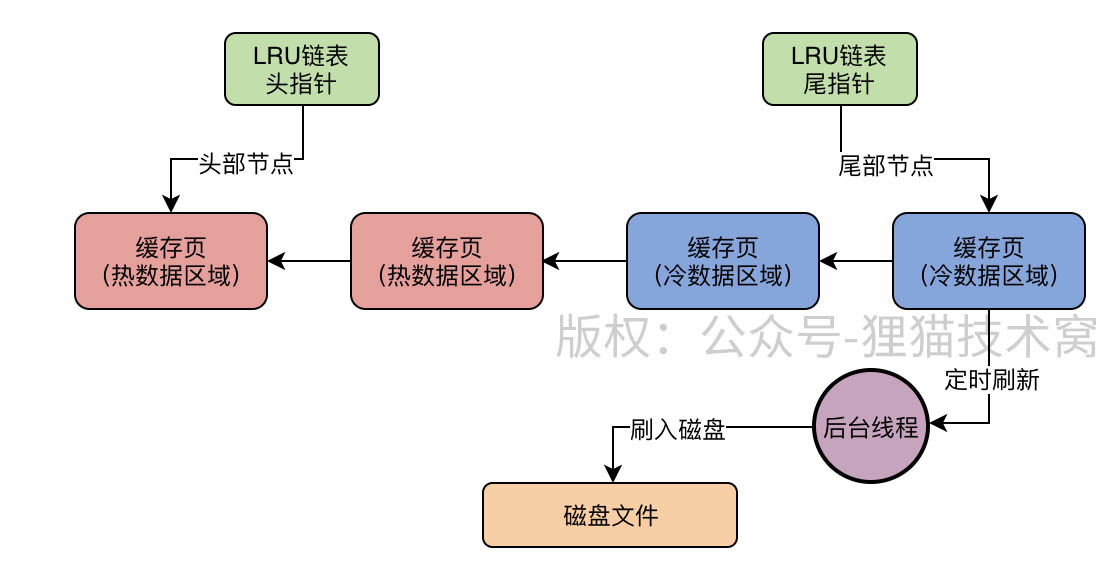 LRU链表
头指针
LRU链表
尾指针
头部节点
尾部节点
缓存页
(热数据区域)
缓存页
(热数据区域)
缓存页
(冷数据区域)
缓存页
(冷数据区域)
版权：公众号-狸猫技术窝
定时刷新
后台线程
刷入磁盘
磁盘文件